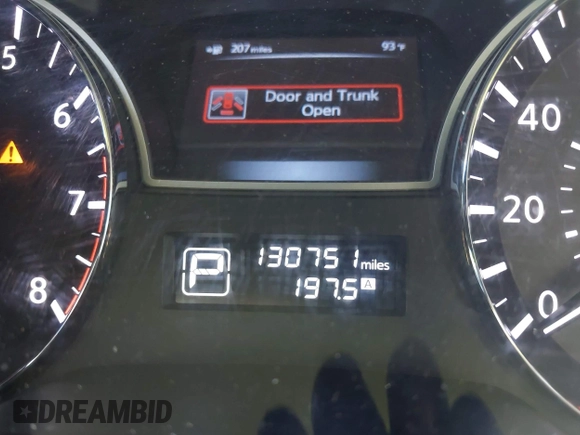 5
6
7
8
207 miles 93 °F
Door and Trunk
Open
P
130751 miles
197.5 A
40
20
0
DREAMBID